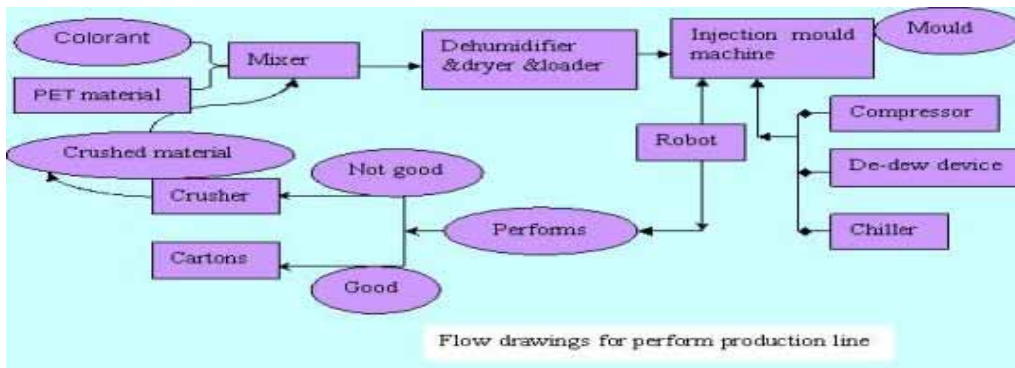 Colorant
Mixer
PET material
Dehumidifier
&dryer &loader
Injection mould
machine
Mould
Crushed material
Crusher
Cartons
Not good
Good
Performs
Robot
Compressor
De-dew device
Chiller
Flow drawings for perform production line